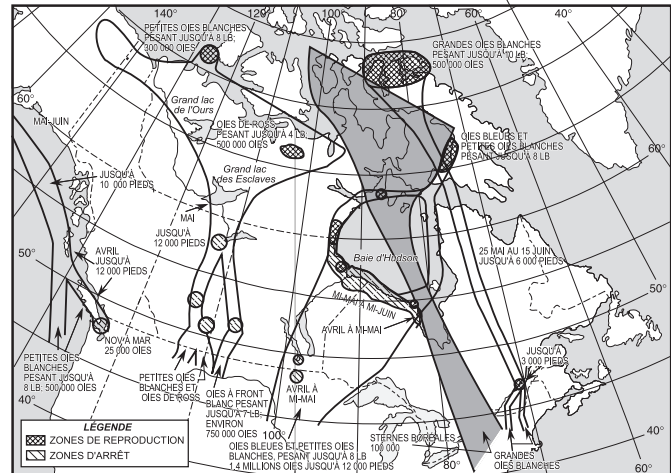 160°
140°
120°
100°
80°
60°
40°
20°
60°
PETITES OIES BLANCHES
PESANT JUSQU'À 8 LB;
300 000 OIES
GRANDES OIES BLANCHES
PESANT JUSQU'À 10 LB;
500 000 OIES
Grand lac
de l'Ours
OIES DE ROSS
PESANT JUSQU'À 4 LB;
500 000 OIES
OIES BLEUES ET
PETITES OIES BLANCHES
PESANT JUSQU'À 8 LB
60°
MAI-JUIN
Grand lac
des Esclaves
JUSQU'À
10 000 PIEDS
MAI
JUSQU'À
12 000 PIEDS
50°
AVRIL
JUSQU'À
12 000 PIEDS
Baie d'Hudson
25 MAI AU 15 JUIN
JUSQU'À 6 000 PIEDS
50°
MI-MAI À MI-JUIN
AVRIL À MI-MAI
NOV À MAR
25 000 OIES
JUSQU'À
3 000 PIEDS
PETITES OIES
BLANCHES,
PESANT JUSQU'À
8 LB; 500 000 OIES
PETITES OIES
BLANCHES ET
OIES DE ROSS
OIES À FRONT
BLANC PESANT
JUSQU'À 7 LB;
ENVIRON
750 000 OIES
AVRIL À
MI-MAI
40°
100°
OIES BLEUES ET PETITES OIES
BLANCHES, PESANT JUSQU'À 8 LB
1,4 MILLIONS OIES JUSQU'À 12 000 PIEDS
STERNES BORÉALES
100 000
80°
GRANDES
OIES BLANCHES
60°
40°
LÉGENDE
ZONES DE REPRODUCTION
ZONES D'ARRÊT